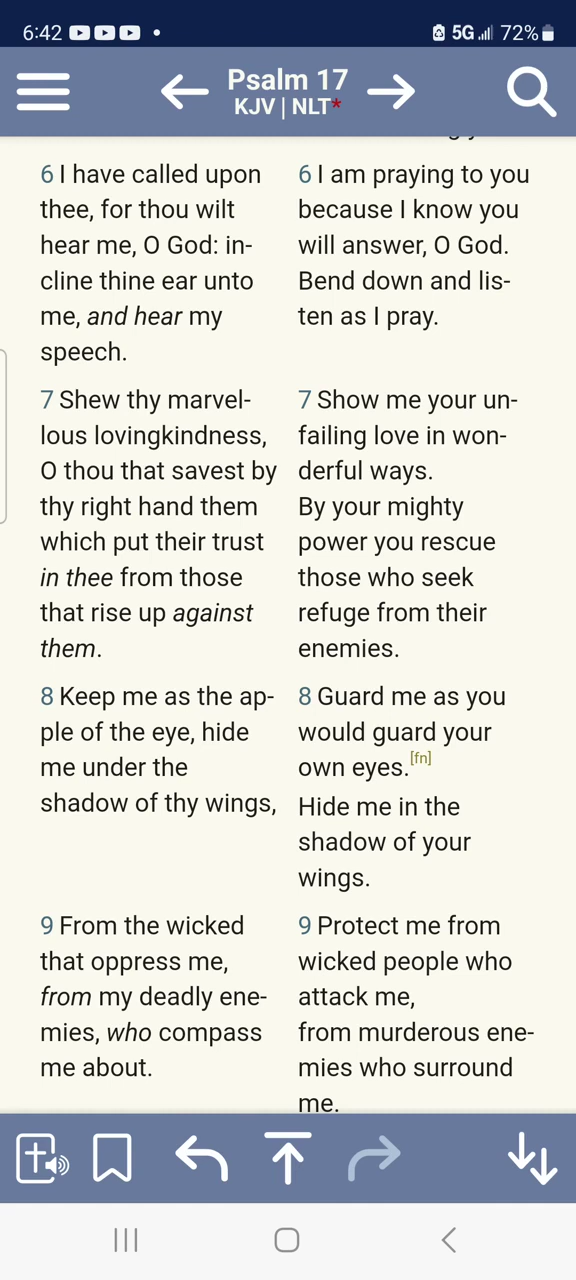 6:42
5G
72%
Psalm 17
KJV | NLT*
6 I have called upon
thee, for thou wilt
hear me, O God: in-
cline thine ear unto
me, and hear my
speech.
7 Shew thy marvel-
lous lovingkindness,
O thou that savest by
thy right hand them
which put their trust
in thee from those
that rise up against
them.
8 Keep me as the ap-
ple of the eye, hide
me under the
shadow of thy wings,
9 From the wicked
that oppress me,
from my deadly ene-
mies, who compass
me about.
6 I am praying to you
because I know you
will answer, O God.
Bend down and lis-
ten as I pray.
7 Show me your un-
failing love in won-
derful ways.
By your mighty
power you rescue
those who seek
refuge from their
enemies.
8 Guard me as you
would guard your
own eyes.[fn]
Hide me in the
shadow of your
wings.
9 Protect me from
wicked people who
attack me,
from murderous ene-
mies who surround
me.